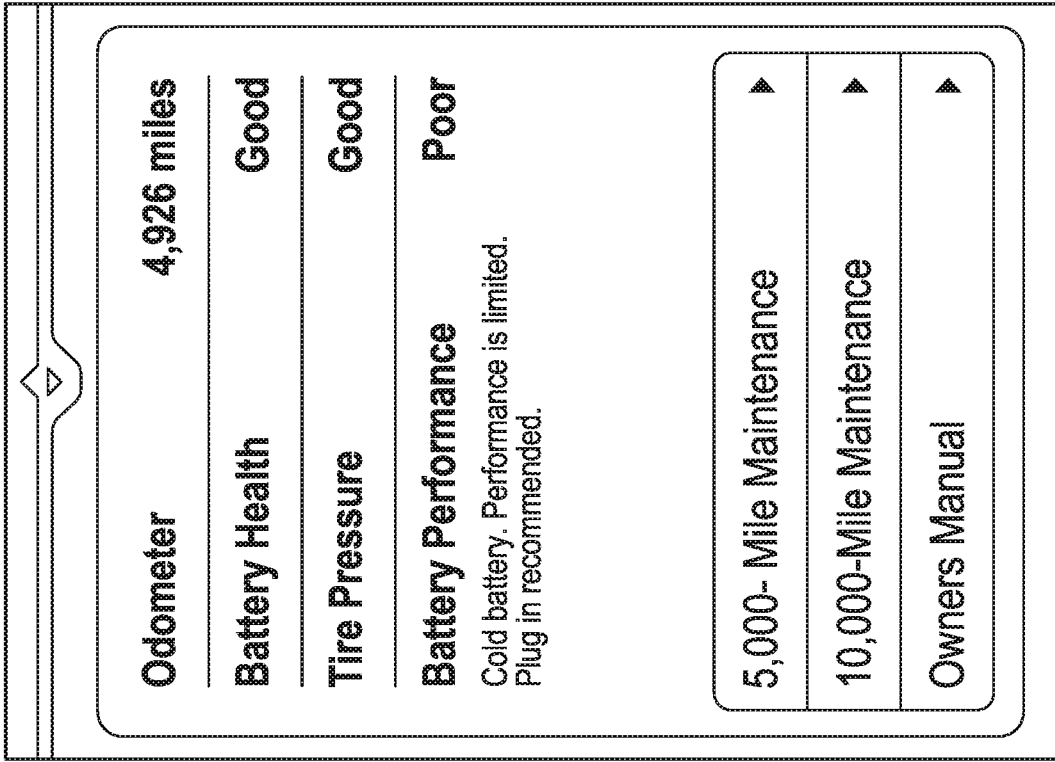 Odometer 4,926 miles
Battery Health Good
Tire Pressure Good
Battery Performance Poor
Cold battery. Performance is limited.
Plug in recommended.
5,000- Mile Maintenance
10,000-Mile Maintenance
Owners Manual